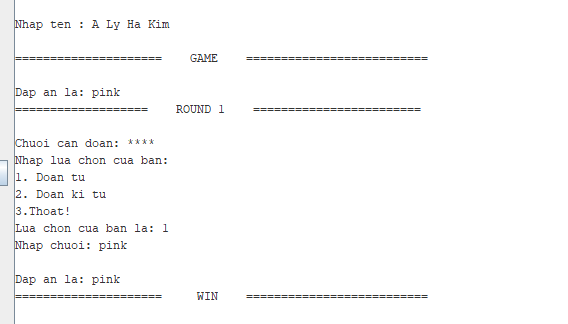 Nhap ten : A Ly Ha Kim
===================== GAME ==========================
Dap an la: pink
=================== ROUND 1 ========================
Chuoi can doan: ****
Nhap lua chon cua ban:
1. Doan tu
2. Doan ki tu
3.Thoat!
Lua chon cua ban la: 1
Nhap chuoi: pink
Dap an la: pink
===================== WIN ==========================